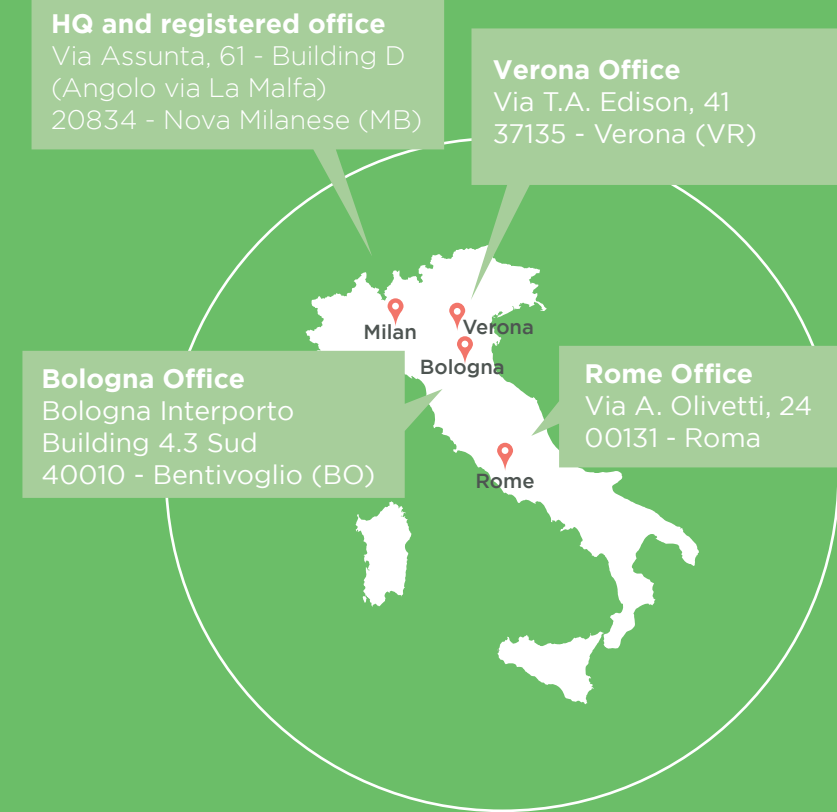 HQ and registered office
Via Assunta, 61 - Building D
(Angolo via La Malfa)
20834 - Nova Milanese (MB)
Verona Office
Via T.A. Edison, 41
37135 - Verona (VR)
Milan
Verona
Bologna
Bologna Office
Bologna Interporto
Building 4.3 Sud
40010 - Bentivoglio (BO)
Rome Office
Via A. Olivetti, 24
00131 - Roma
Rome